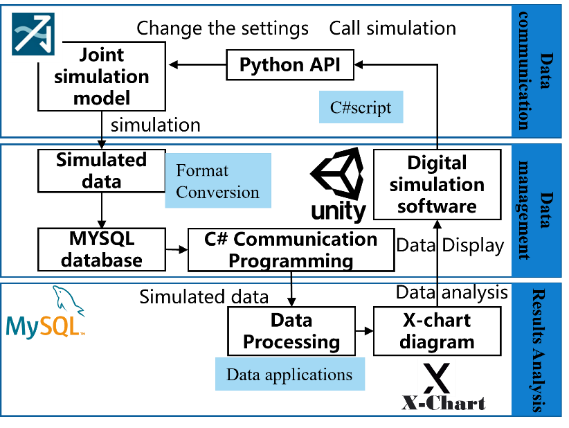 Change the settings
Call simulation
Joint
simulation
model
Python API
C#script
simulation
Data
communication
Simulated
data
Format
Conversion
unity
Digital
simulation
software
MYSQL
database
C# Communication
Programming
Data Display
Data
management
Simulated data
Data analysis
MySQL™
Data
Processing
X-chart
diagram
Data applications
X-Chart
Results Analysis